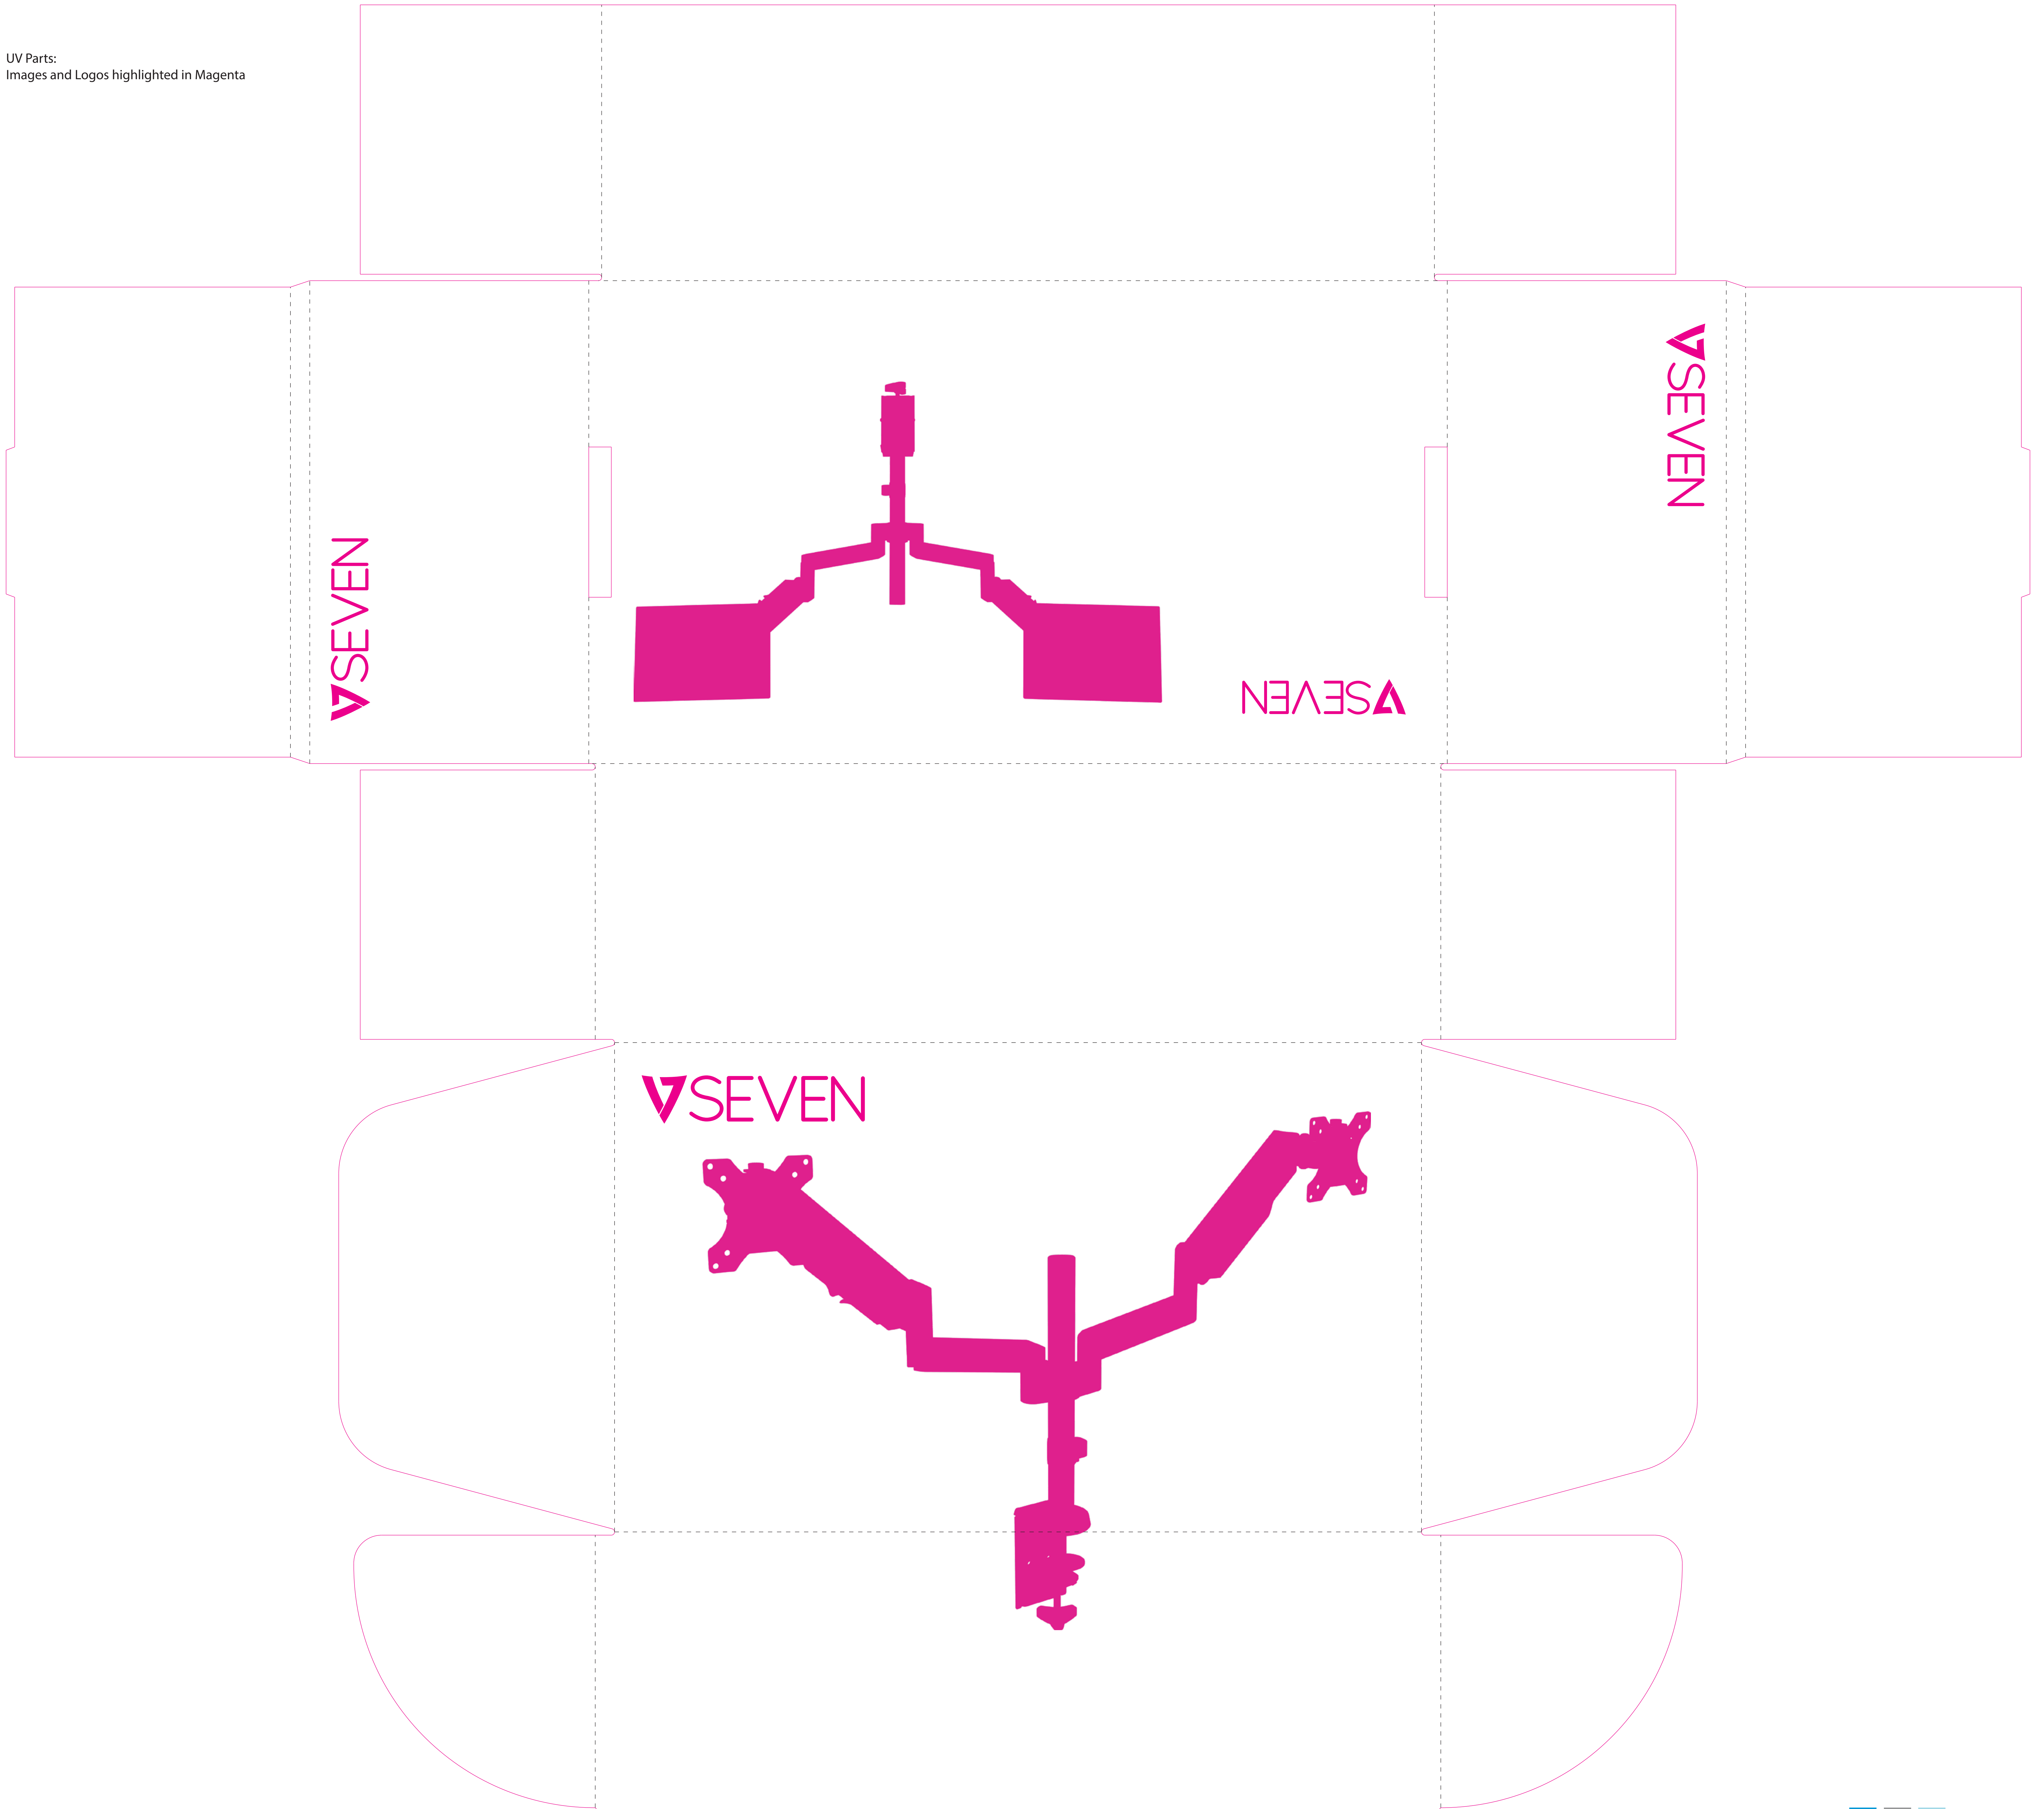 UV Parts:
Images and Logos highlighted in Magenta
SEVEN
SEVEN
SEVEN
SEVEN